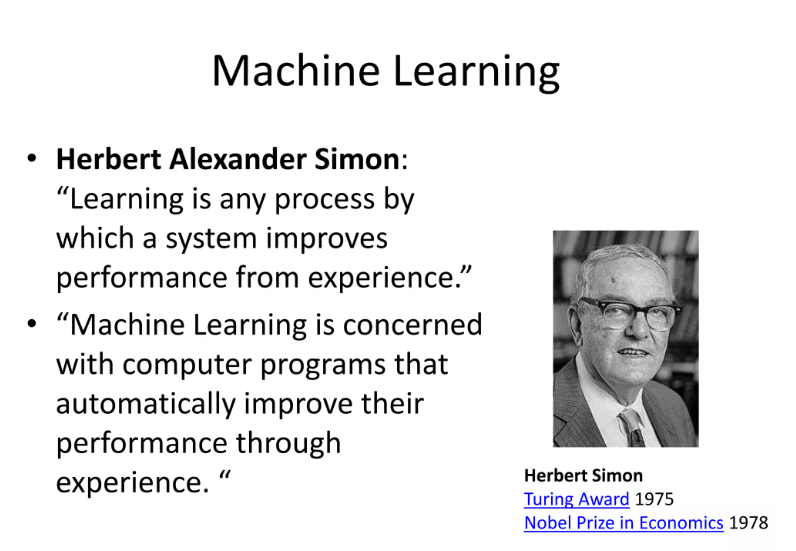 Machine Learning
• Herbert Alexander Simon:
“Learning is any process by
which a system improves
performance from experience.”
• “Machine Learning is concerned
with computer programs that
automatically improve their
performance through
experience. “
Herbert Simon
Turing Award 1975
Nobel Prize in Economics 1978